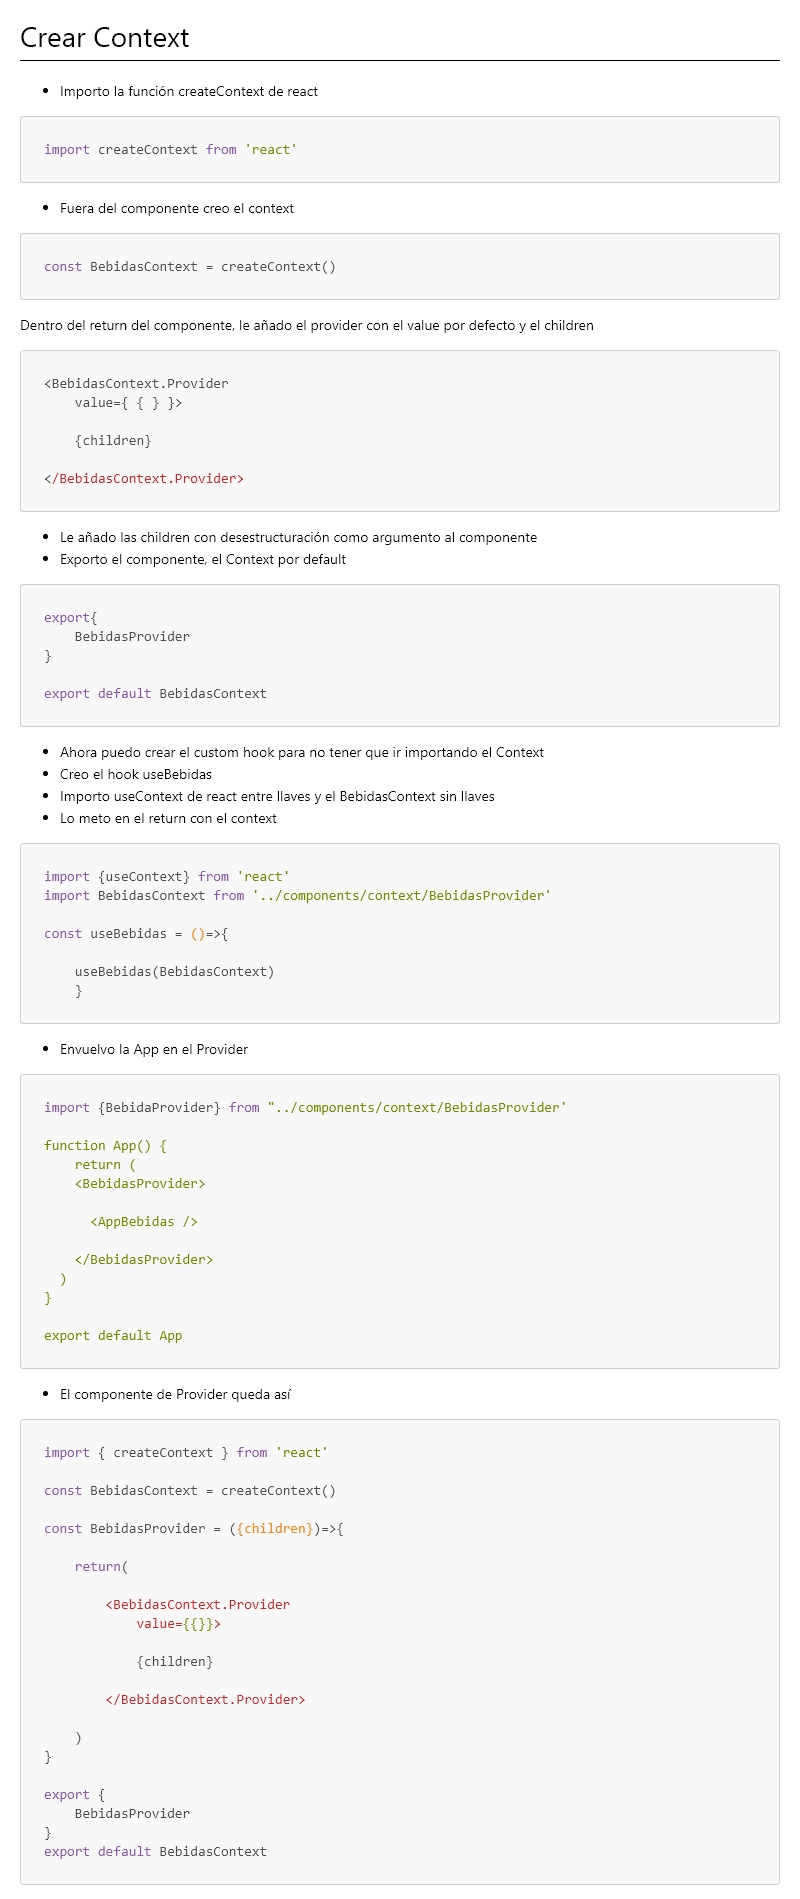 Crear Context
Importo la función createContext de react
import createContext from 'react'
Fuera del componente creo el context
const BebidasContext = createContext()
Dentro del return del componente, le añado el provider con el value por defecto y el children
<BebidasContext.Provider
value={ { } }>
{children}
</BebidasContext.Provider>
Le añado las children con desestructuración como argumento al componente
Exporto el componente, el Context por default
export{
BebidasProvider
}
export default BebidasContext
Ahora puedo crear el custom hook para no tener que ir importando el Context
Creo el hook useBebidas
Importo useContext de react entre llaves y el BebidasContext sin llaves
Lo meto en el return con el context
import {useContext} from 'react'
import BebidasContext from '../components/context/BebidasProvider'
const useBebidas = ()=>{
useBebidas(BebidasContext)
}
Envuelvo la App en el Provider
import {BebidaProvider} from "../components/context/BebidasProvider'
function App() {
return (
<BebidasProvider>
<AppBebidas />
</BebidasProvider>
)
}
export default App
El componente de Provider queda así
import { createContext } from 'react'
const BebidasContext = createContext()
const BebidasProvider = ({children})=>{
return(
<BebidasContext.Provider
value={{}}>
{children}
</BebidasContext.Provider>
)
}
export {
BebidasProvider
}
export default BebidasContext